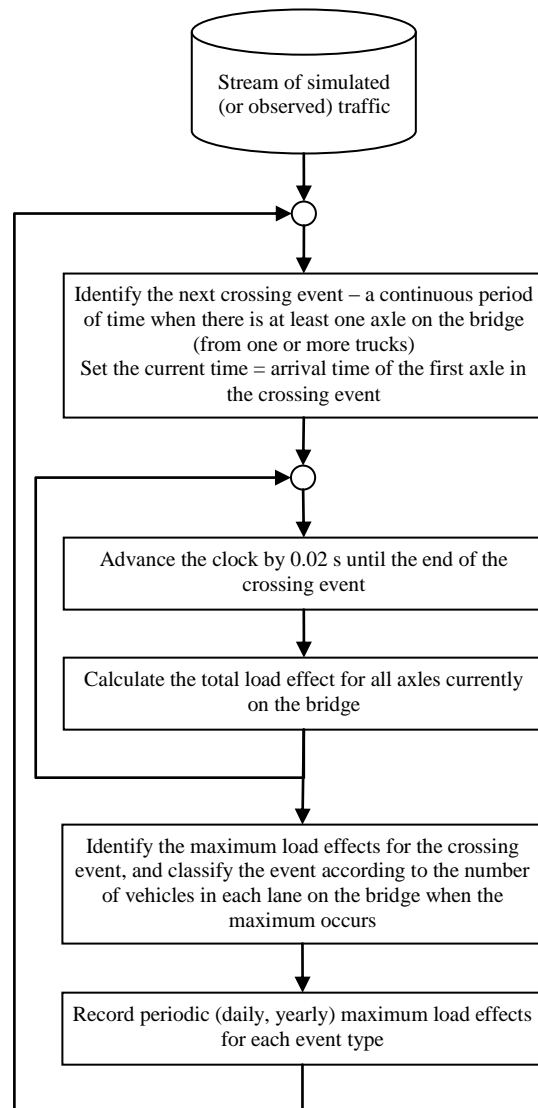 Stream of simulated
(or observed) traffic
Identify the next crossing event – a continuous period
of time when there is at least one axle on the bridge
(from one or more trucks)
Set the current time = arrival time of the first axle in
the crossing event
Advance the clock by 0.02 s until the end of the
crossing event
Calculate the total load effect for all axles currently
on the bridge
Identify the maximum load effects for the crossing
event, and classify the event according to the number
of vehicles in each lane on the bridge when the
maximum occurs
Record periodic (daily, yearly) maximum load effects
for each event type